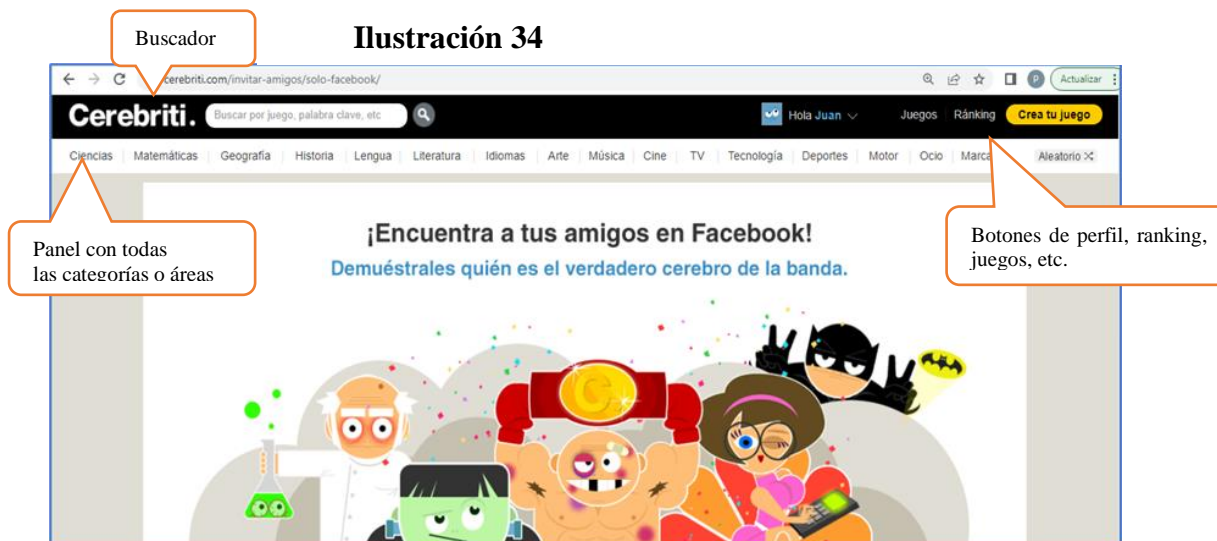 Buscador
Ilustración 34
cerebriti.com/invitar-amigos/solo-facebook/
P
Actualizar
Cerebriti.
Buscar por juego, palabra clave, etc
Hola Juan
Juegos
Ránking
Crea tu juego
Ciencias Matemáticas Geografía Historia Lengua Literatura Idiomas Arte Música Cine TV Tecnología Deportes Motor Ocio Marca Aleatorio
Panel con todas
las categorías o áreas
¡Encuentra a tus amigos en Facebook!
Demuéstrales quién es el verdadero cerebro de la banda.
Botones de perfil, ranking,
juegos, etc.
C